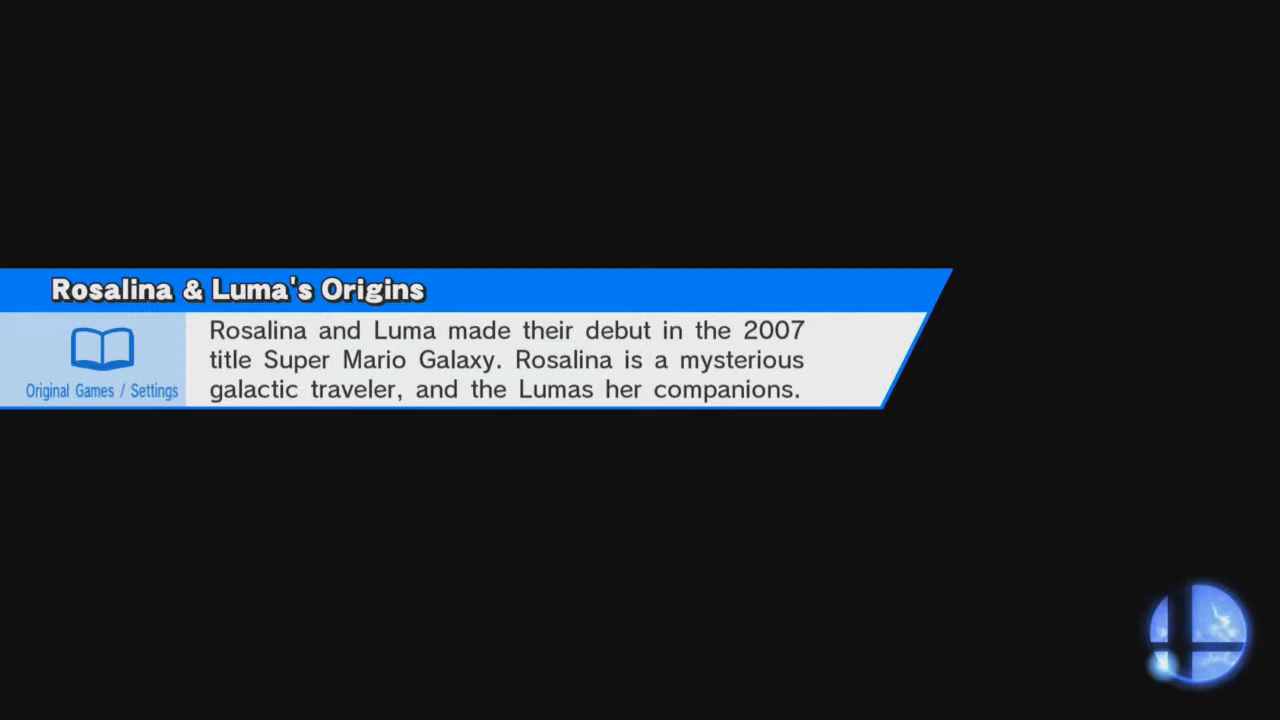 Rosalina & Luma's Origins
Rosalina and Luma made their debut in the 2007
title Super Mario Galaxy. Rosalina is a mysterious
galactic traveler, and the Lumas her companions.
Original Games / Settings